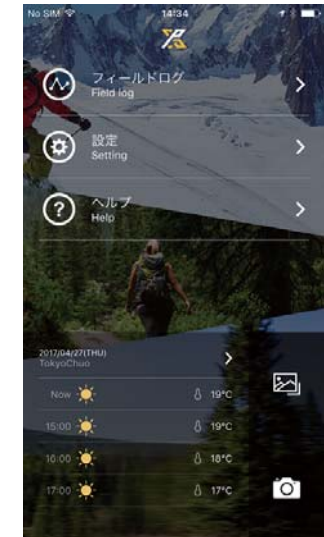 No SIM 14:34
フィールドログ
Field log
設定
Setting
ヘルプ
Help
2017/04/27(THU)
TokyoChuo
Now 19°C
15:00 19°C
16:00 18°C
17:00 17°C